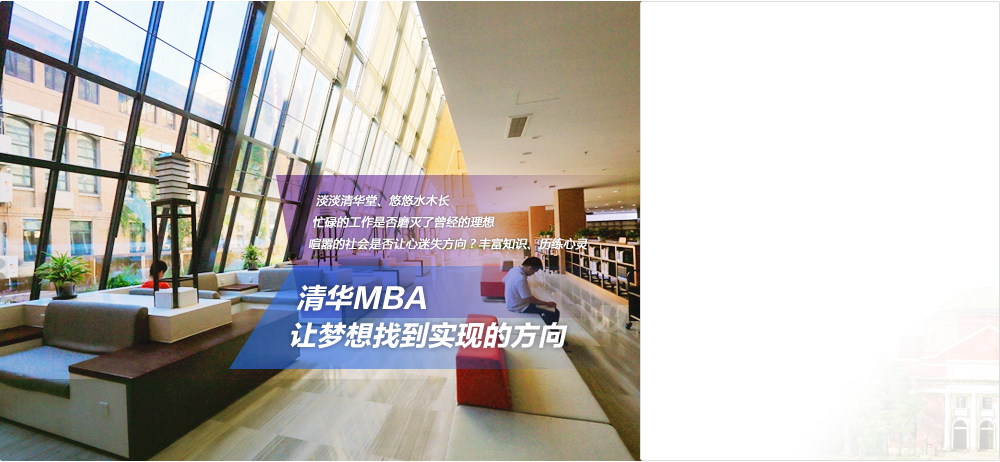 淡淡清华堂、悠悠水木长
忙碌的工作是否磨灭了曾经的理想
喧嚣的社会是否让心迷失方向？丰富知识、历练心灵
清华MBA
让梦想找到实现的方向